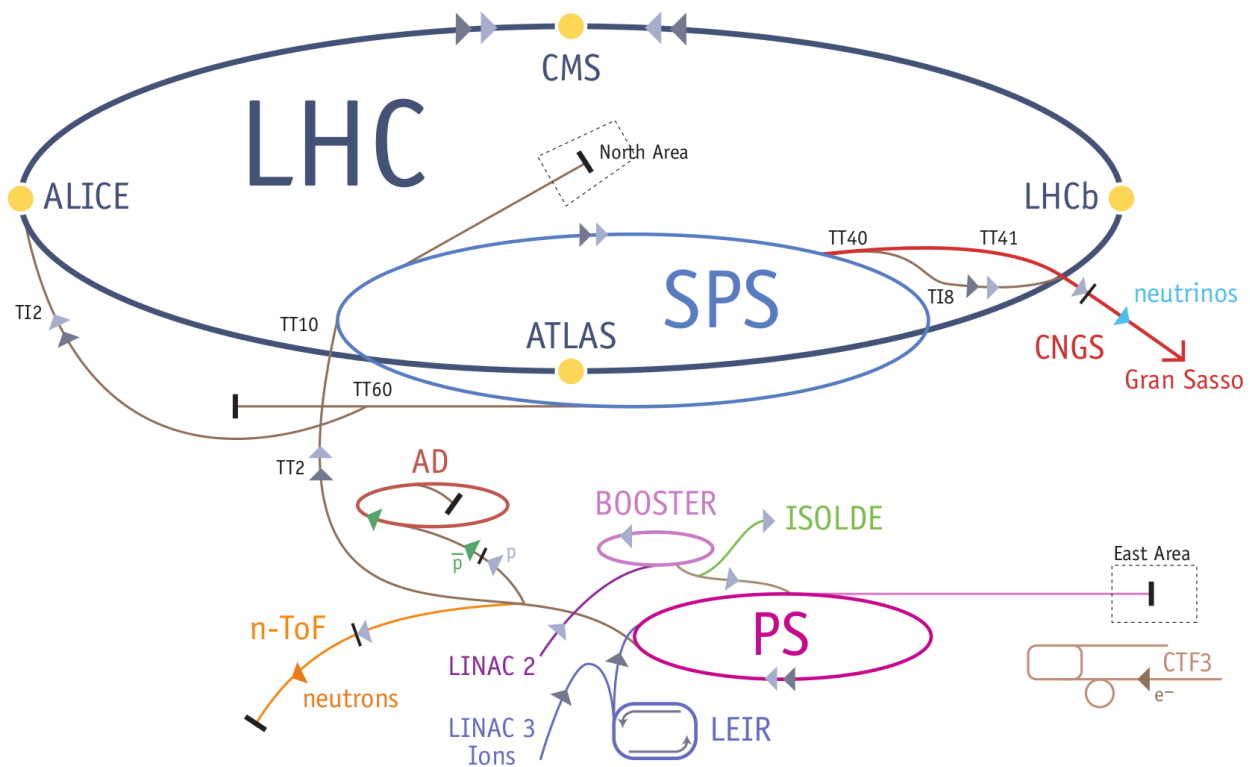 CMS
LHC
North Area
ALICE
LHCb
TT40
TT41
SPS
TI8
neutrinos
TI2
TT10
ATLAS
CNGS
Gran Sasso
TT60
TT2
AD
BOOSTER
ISOLDE
p̅
p
East Area
n-ToF
PS
LINAC 2
CTF3
neutrons
e⁻
LINAC 3
Ions
LEIR